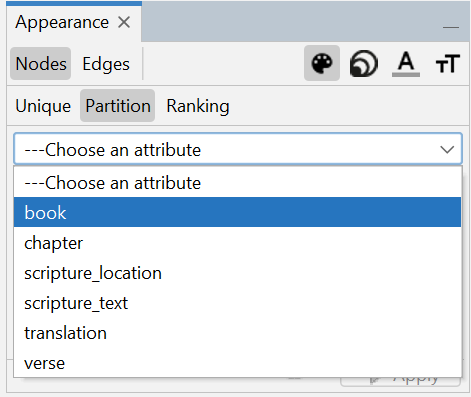 Appearance
Nodes Edges A TT
Unique Partition Ranking
---Choose an attribute
---Choose an attribute
book
chapter
scripture_location
scripture_text
translation
verse
Apply